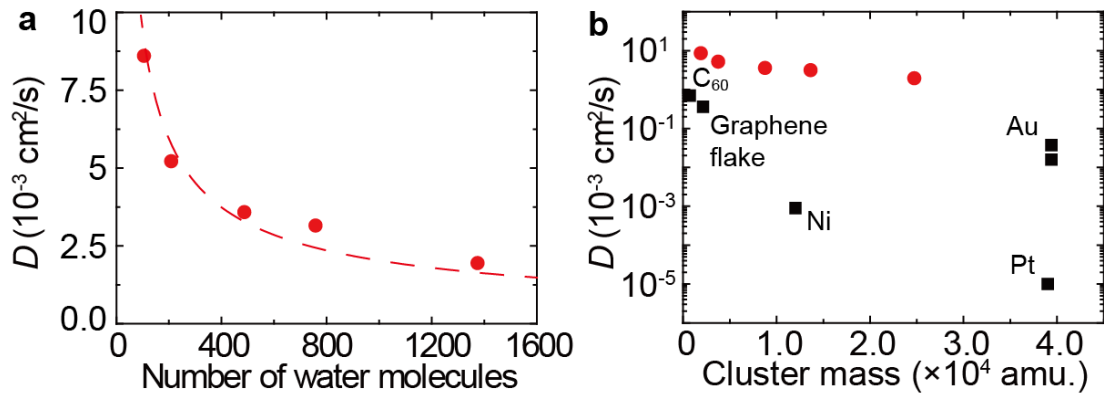 a
10
7.5
5
2.5
0.0
D (10⁻³ cm²/s)
0
400
800
1200
1600
Number of water molecules
b
10¹
10⁻¹
10⁻³
10⁻⁵
D (10⁻³ cm²/s)
C₆₀
Graphene
flake
Ni
Au
Pt
0
1.0
2.0
3.0
4.0
Cluster mass (×10⁴ amu.)